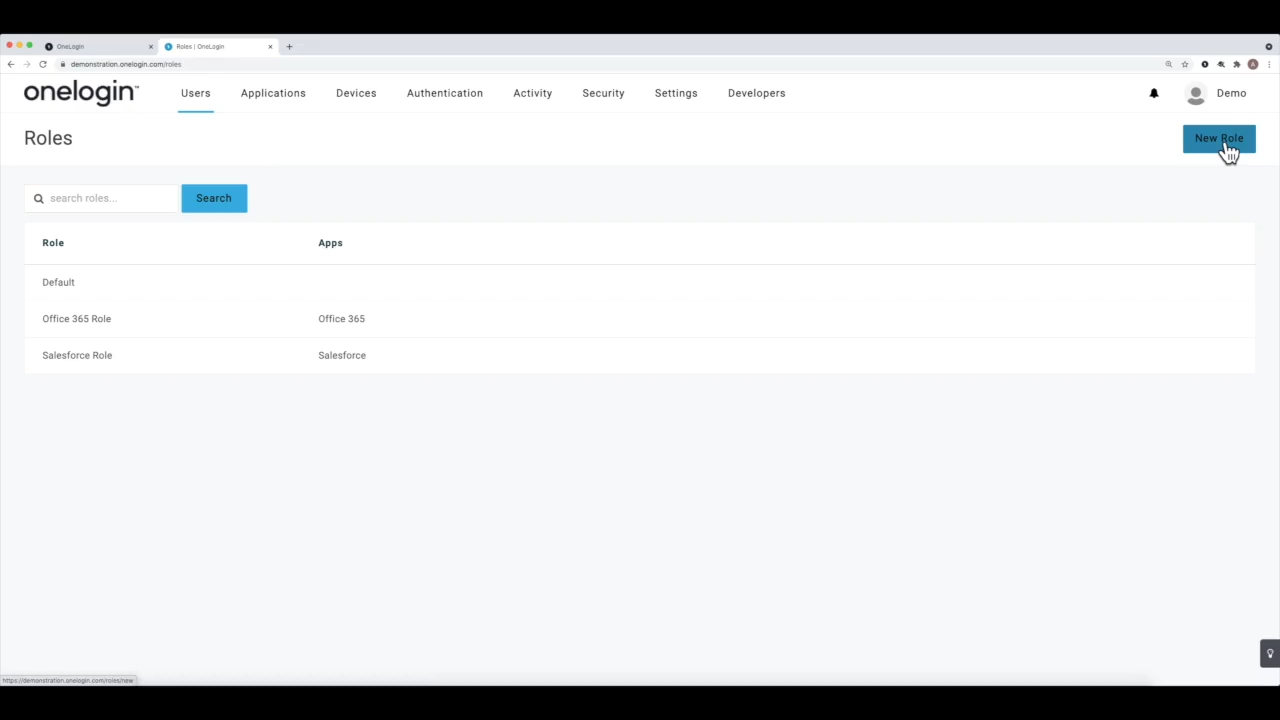 OneLogin
Roles | OneLogin
demonstration.onelogin.com/roles
onelogin™
Users
Applications
Devices
Authentication
Activity
Security
Settings
Developers
Demo
Roles
New Role
search roles...
Search
Role
Apps
Default
Office 365 Role
Office 365
Salesforce Role
Salesforce
https://demonstration.onelogin.com/roles/new